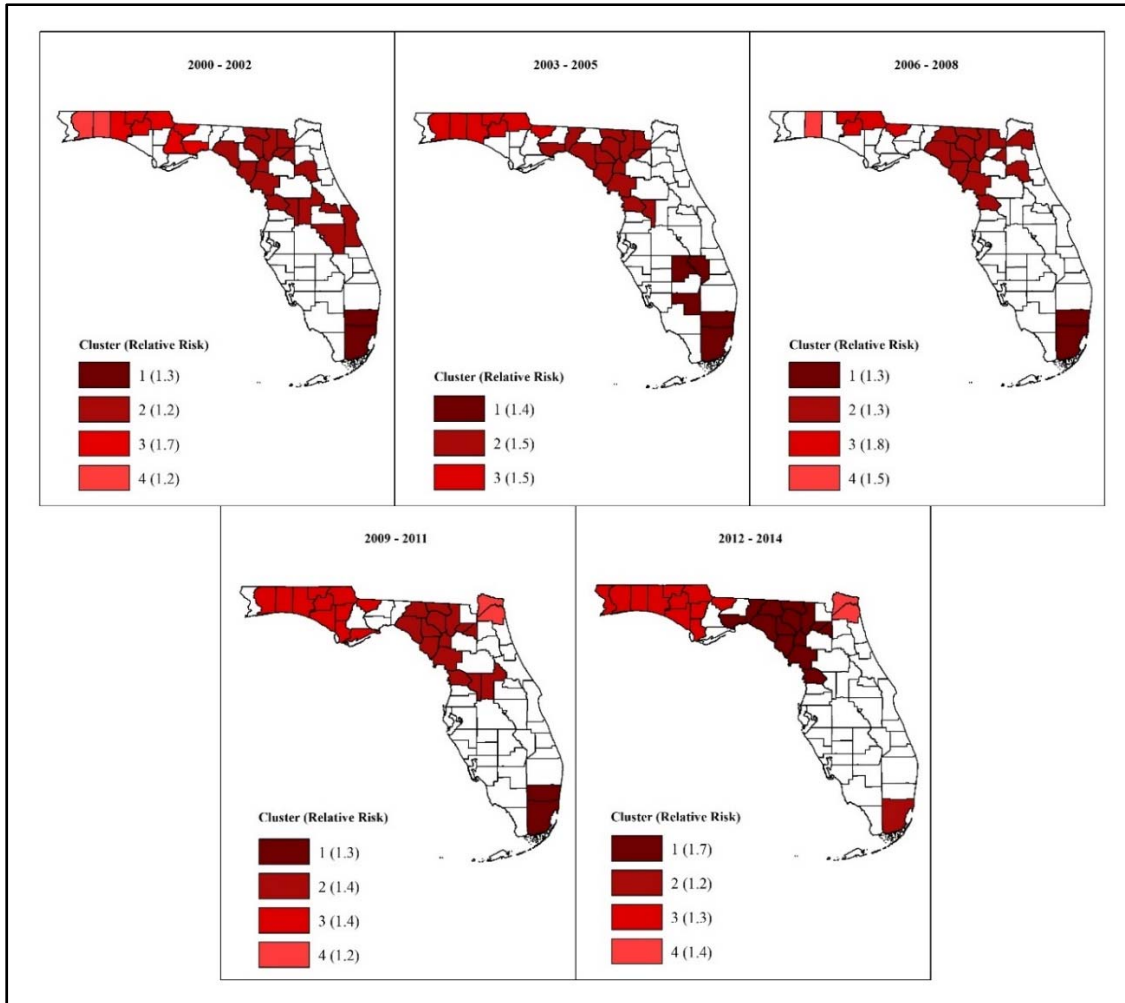 2000 - 2002
Cluster (Relative Risk)
1 (1.3)
2 (1.2)
3 (1.7)
4 (1.2)
2003 - 2005
Cluster (Relative Risk)
1 (1.4)
2 (1.5)
3 (1.5)
2006 - 2008
Cluster (Relative Risk)
1 (1.3)
2 (1.3)
3 (1.8)
4 (1.5)
2009 - 2011
Cluster (Relative Risk)
1 (1.3)
2 (1.4)
3 (1.4)
4 (1.2)
2012 - 2014
Cluster (Relative Risk)
1 (1.7)
2 (1.2)
3 (1.3)
4 (1.4)